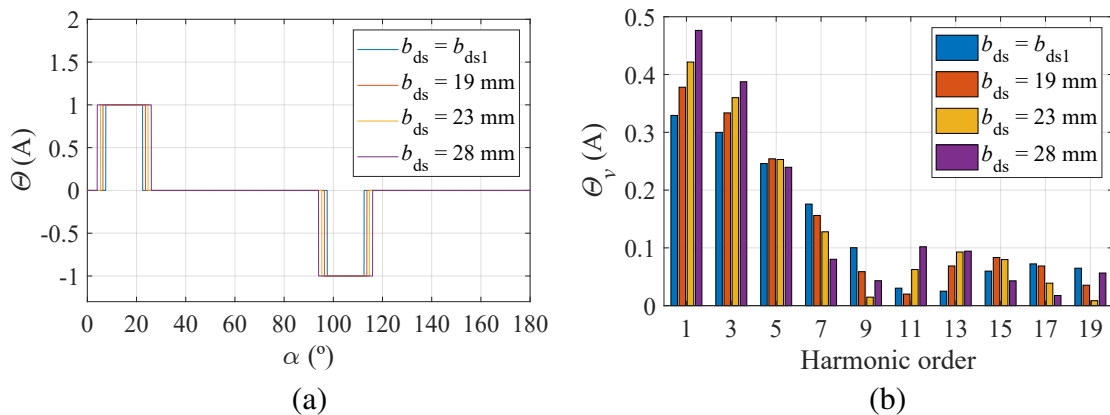 2
1.5
1
0.5
0
-0.5
-1
Θ (A)
0 20 40 60 80 100 120 140 160 180
α (º)
b_ds = b_ds1
b_ds = 19 mm
b_ds = 23 mm
b_ds = 28 mm
(a)
0.5
0.4
0.3
0.2
0.1
0
Θ_v (A)
1 3 5 7 9 11 13 15 17 19
Harmonic order
b_ds = b_ds1
b_ds = 19 mm
b_ds = 23 mm
b_ds = 28 mm
(b)